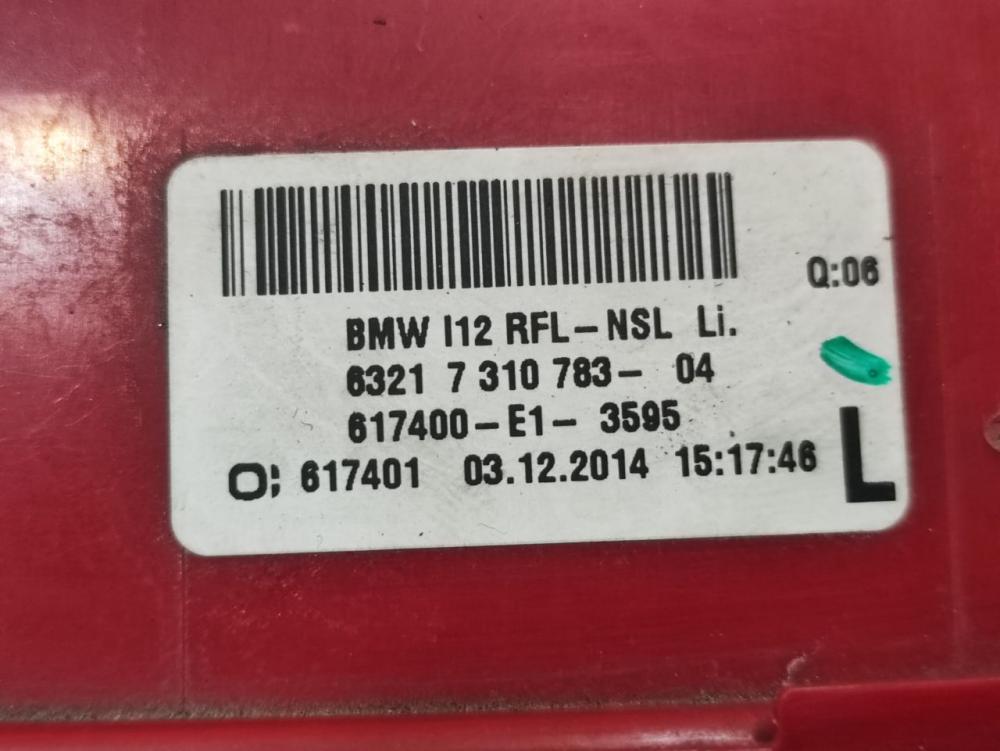 Q:06
BMW I12 RFL-NSL Li.
6321 7 310 783- 04
617400-E1- 3595
O; 617401 03.12.2014 15:17:46
L